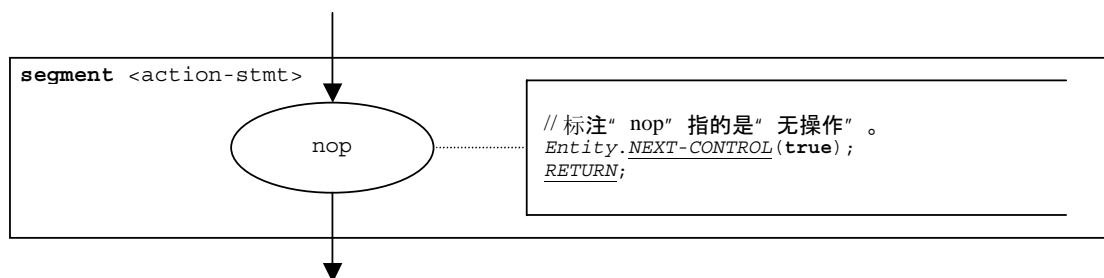 segment <action-stmt>
nop
// 标注“ nop” 指的是“ 无操作” 。
Entity.NEXT-CONTROL(true);
RETURN;